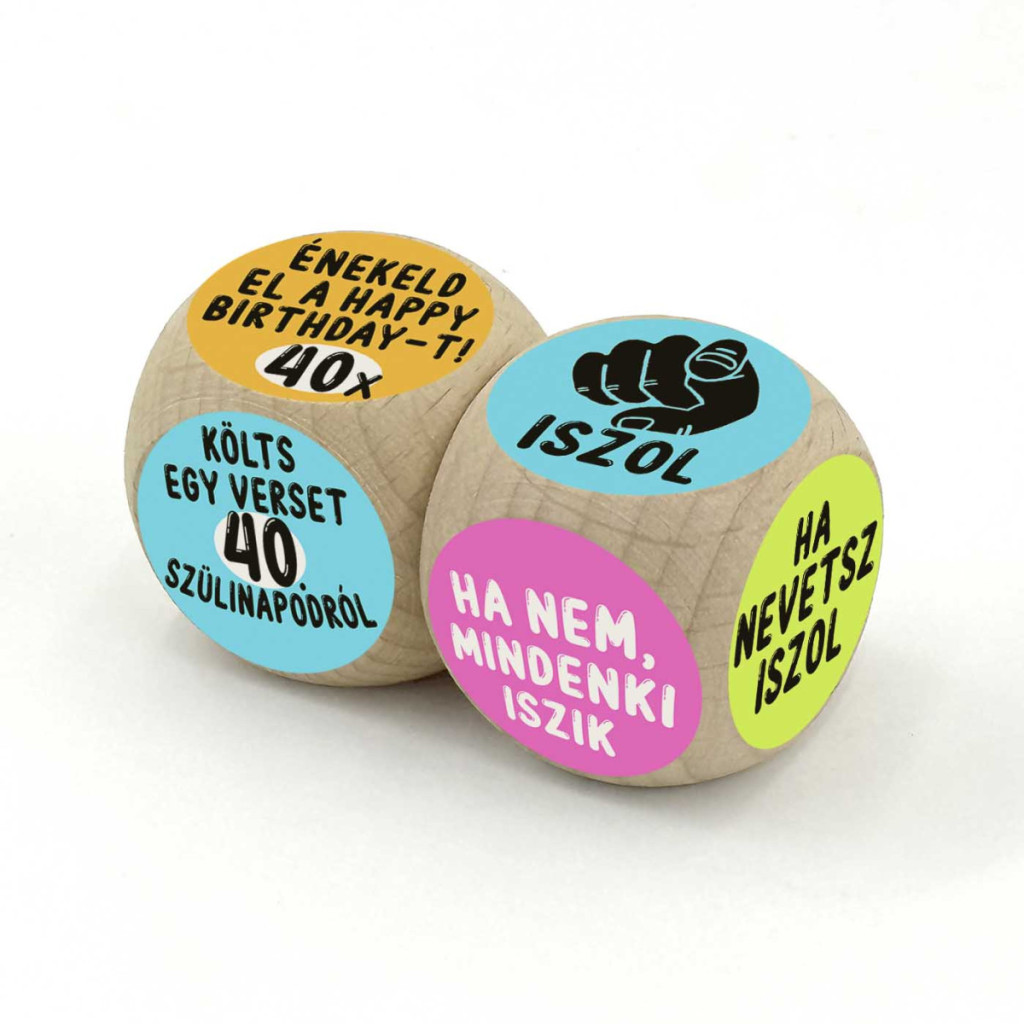 ÉNEKELD
EL A HAPPY
BIRTHDAY-T!
40x
KÖLTS
EGY VERSET
40.
SZÜLINAPODRÓL
ISZOL
HA NEM,
MINDENKI
ISZIK
HA
NEVETSZ
ISZOL